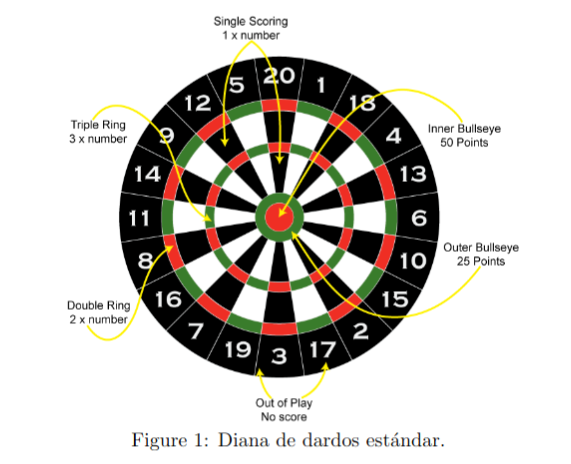 Single Scoring
1 x number
20
1
18
4
13
6
10
15
2
17
3
19
7
16
8
11
14
9
12
5
Triple Ring
3 x number
Inner Bullseye
50 Points
Outer Bullseye
25 Points
Double Ring
2 x number
Out of Play
No score
Figure 1: Diana de dardos estándar.